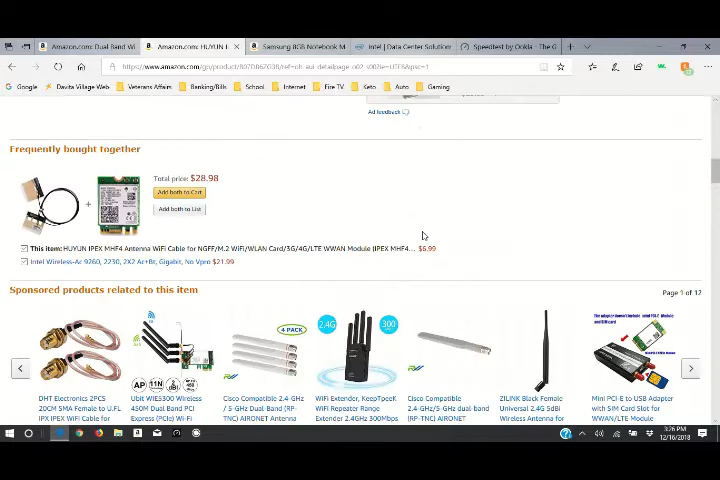 Amazon.com: Dual Band Wi
Amazon.com: HUYUN I
Samsung 8GB Notebook M
Intel | Data Center Solution
Speedtest by Ookla - The G
Google
Davita Village Web
Veterans Affairs
Banking/Bills
School
Internet
Fire TV
Keto
Auto
Gaming
Ad feedback
Frequently bought together
Total price: $28.98
Add both to Cart
Add both to List
This item: HUYUN IPEX MHF4 Antenna WiFi Cable for NGFF/M.2 WiFi/WLAN Card/3G/4G/LTE WWAN Module (IPEX MHF4... $6.99
Intel Wireless-Ac 9260, 2230, 2X2 Ac+Bt, Gigabit, No Vpro $21.99
Sponsored products related to this item
Page 1 of 12
4 PACK
2.4G
300
AP 11N
DHT Electronics 2PCS
20CM SMA Female to U.FL
IPX IPEX WiFi Cable for
Ubit WIE5300 Wireless
450M Dual Band PCI
Express (PCIe) Wi-Fi
Cisco Compatible 2.4-GHz
/ 5-GHz Dual-Band (RP-
TNC) AIRONET Antenna
WiFi Extender, KeepTpeeK
WiFi Repeater Range
Extender 2.4GHz 300Mbps
Cisco Compatible
2.4-GHz/5-GHz dual-band
(RP-TNC) AIRONET
ZILINK Black Female
Universal 2.4G 5dBi
Wireless Antenna for
Mini PCI-E to USB Adapter
with SIM Card Slot for
WWAN/LTE Module
3:26 PM
12/16/2018